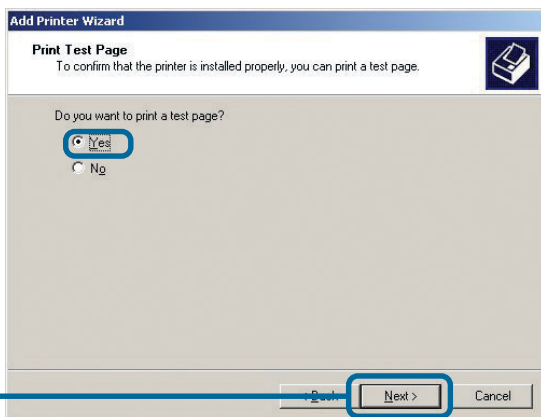 Add Printer Wizard
Print Test Page
To confirm that the printer is installed properly, you can print a test page.
Do you want to print a test page?
Yes
No
< Back Next > Cancel